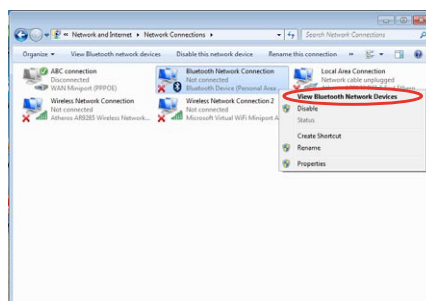 « Network and Internet ▸ Network Connections ▸
Search Network Connections
Organize ▾ View Bluetooth network devices Disable this network device Rename this connection »
ABC connection
Disconnected
WAN Miniport (PPPOE)
Bluetooth Network Connection
Not connected
Bluetooth Device (Personal Area...
Local Area Connection
Network cable unplugged
Wireless Network Connection
Not connected
Atheros AR9285 Wireless Network...
Wireless Network Connection 2
Not connected
Microsoft Virtual WiFi Miniport A
View Bluetooth Network Devices
Disable
Status
Create Shortcut
Rename
Properties